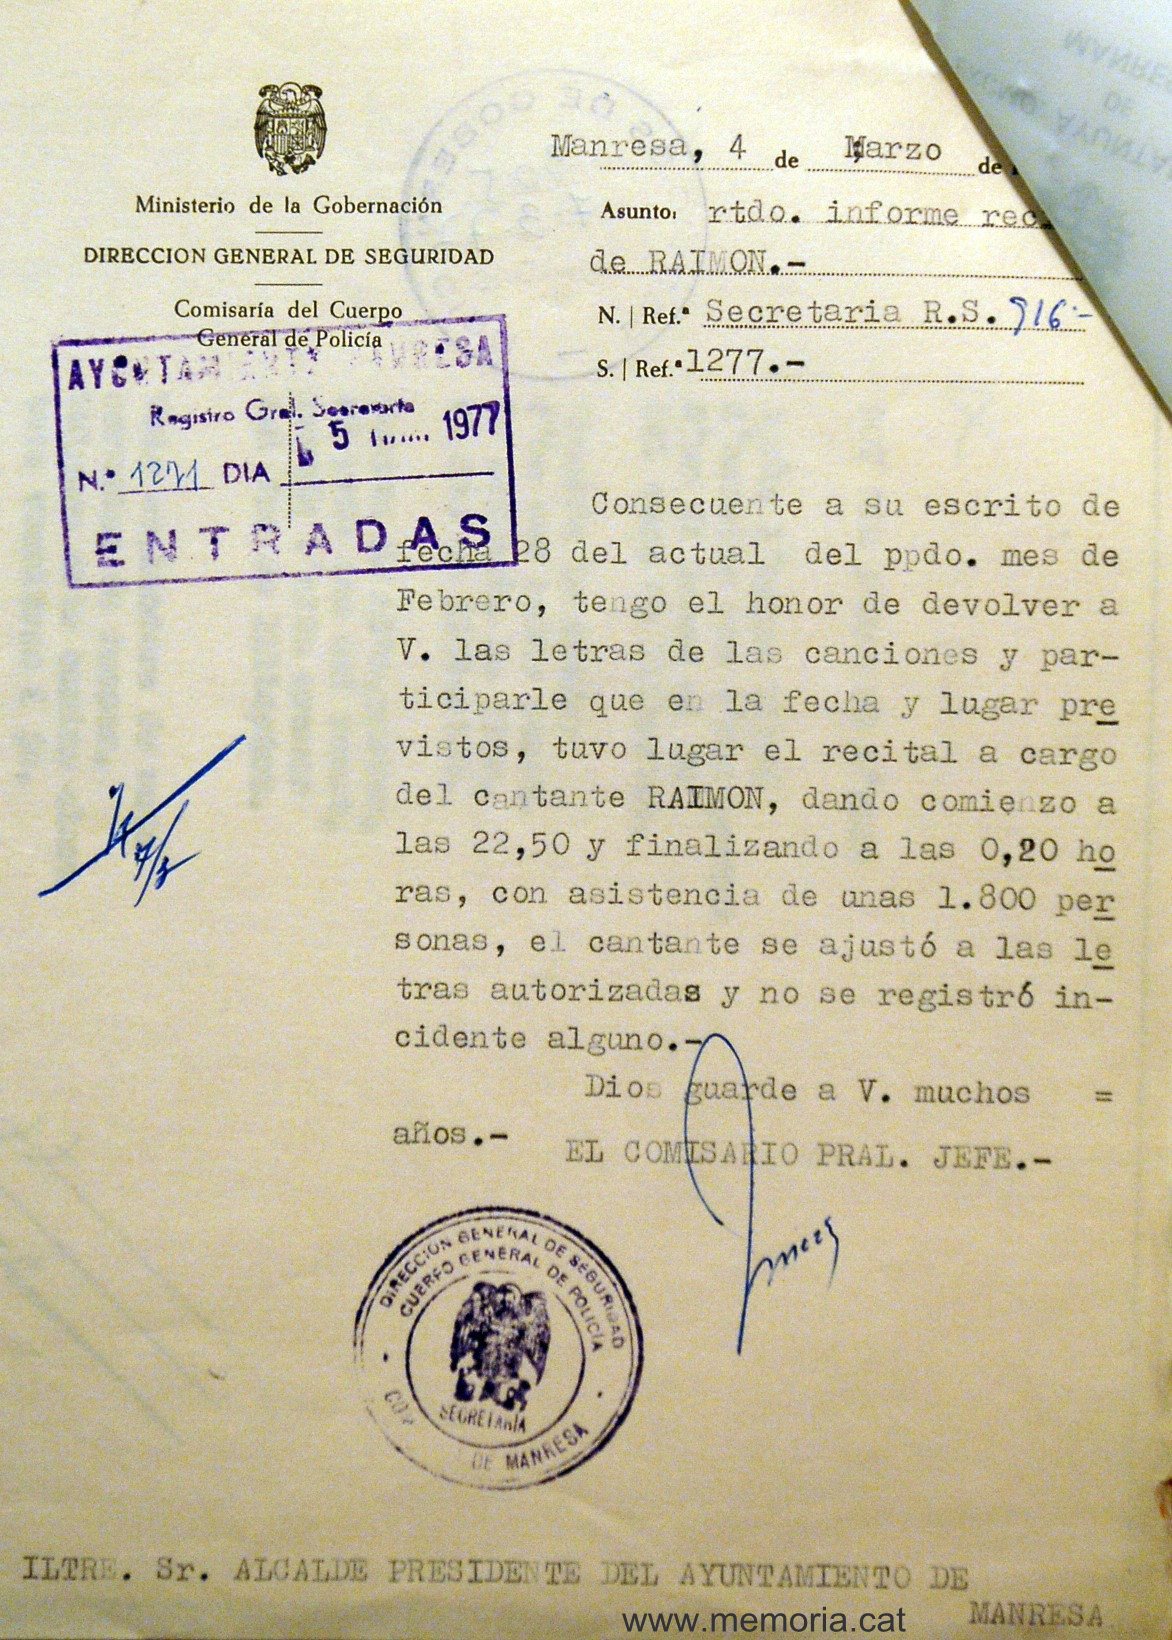 Ministerio de la Gobernación
DIRECCION GENERAL DE SEGURIDAD
Comisaría del Cuerpo
General de Policía
Manresa, 4 de Marzo de
Asunto: rtdo. informe
de RAIMON.-
N. | Ref.ª Secretaria R.S. 916.-
S. | Ref.ª 1277.-
AYUNTAMIENTO MANRESA
Registro Gral. Secretaría
N.º 1271 DIA 5 1977
ENTRADAS
Consecuente a su escrito de
fecha 28 del actual del ppdo. mes de
Febrero, tengo el honor de devolver a
V. las letras de las canciones y par-
ticiparle que en la fecha y lugar pre
vistos, tuvo lugar el recital a cargo
del cantante RAIMON, dando comienzo a
las 22,50 y finalizando a las 0,20 ho
ras, con asistencia de unas 1.800 per
sonas, el cantante se ajustó a las le
tras autorizadas y no se registró in-
cidente alguno.-
Dios guarde a V. muchos =
años.-
EL COMISARIO PRAL. JEFE.-
DIRECCION GENERAL DE SEGURIDAD
CUERPO GENERAL DE POLICÍA
SECRETARÍA
DE MANRESA
ILTRE. Sr. ALCALDE PRESIDENTE DEL AYUNTAMIENTO DE
MANRESA
www.memoria.cat